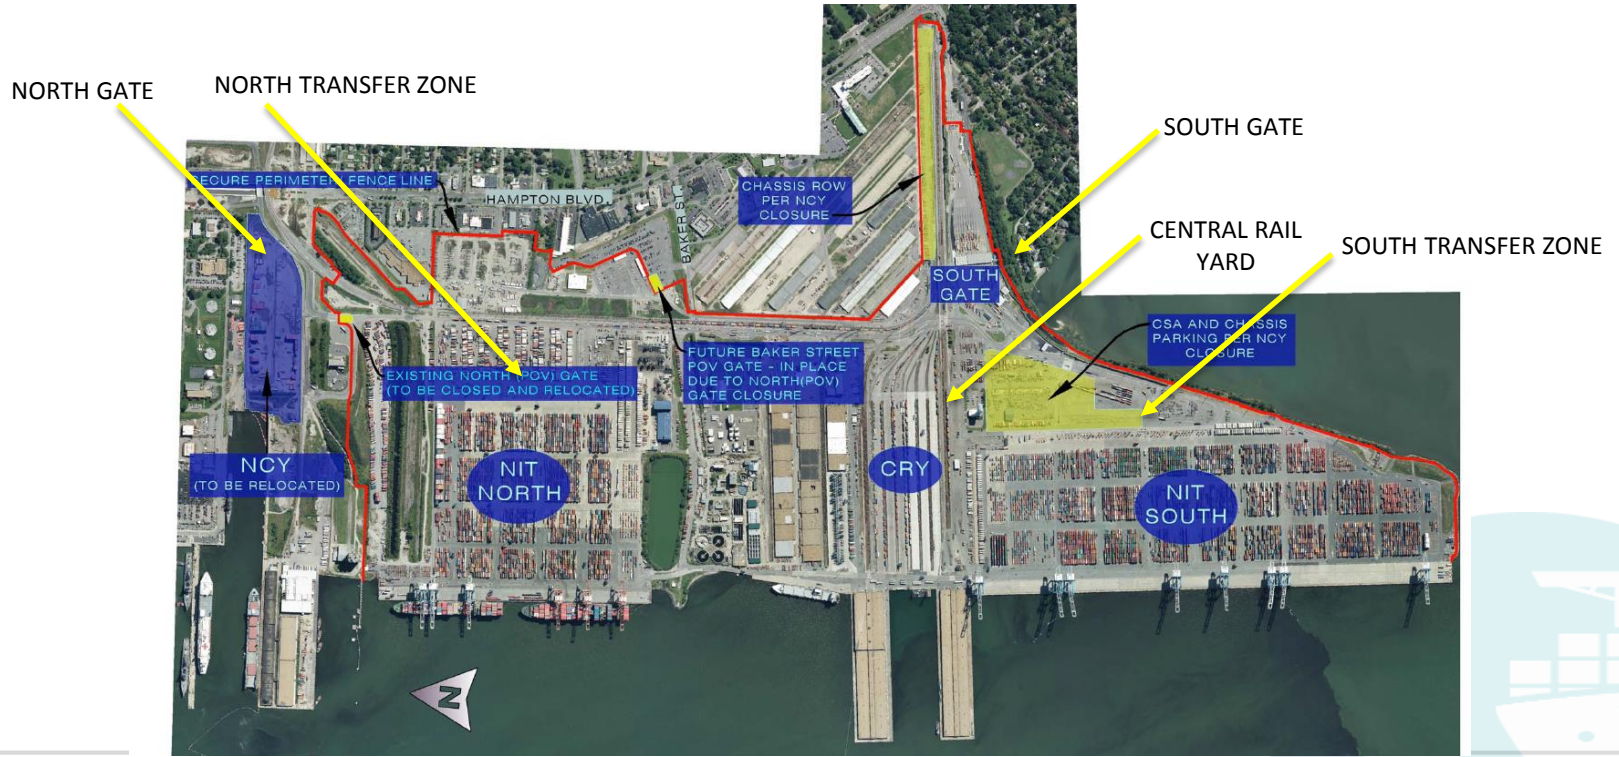 NORTH GATE
NORTH TRANSFER ZONE
SOUTH GATE
CENTRAL RAIL
YARD
SOUTH TRANSFER ZONE
SECURE PERIMETER FENCE LINE
HAMPTON BLVD.
BAKER ST.
CHASSIS ROW
PER NCY
CLOSURE
SOUTH
GATE
CSA AND CHASSIS
PARKING PER NCY
CLOSURE
EXISTING NORTH (POV) GATE
(TO BE CLOSED AND RELOCATED)
FUTURE BAKER STREET
POV GATE - IN PLACE
DUE TO NORTH(POV)
GATE CLOSURE
NCY
(TO BE RELOCATED)
NIT
NORTH
CRY
NIT
SOUTH
N